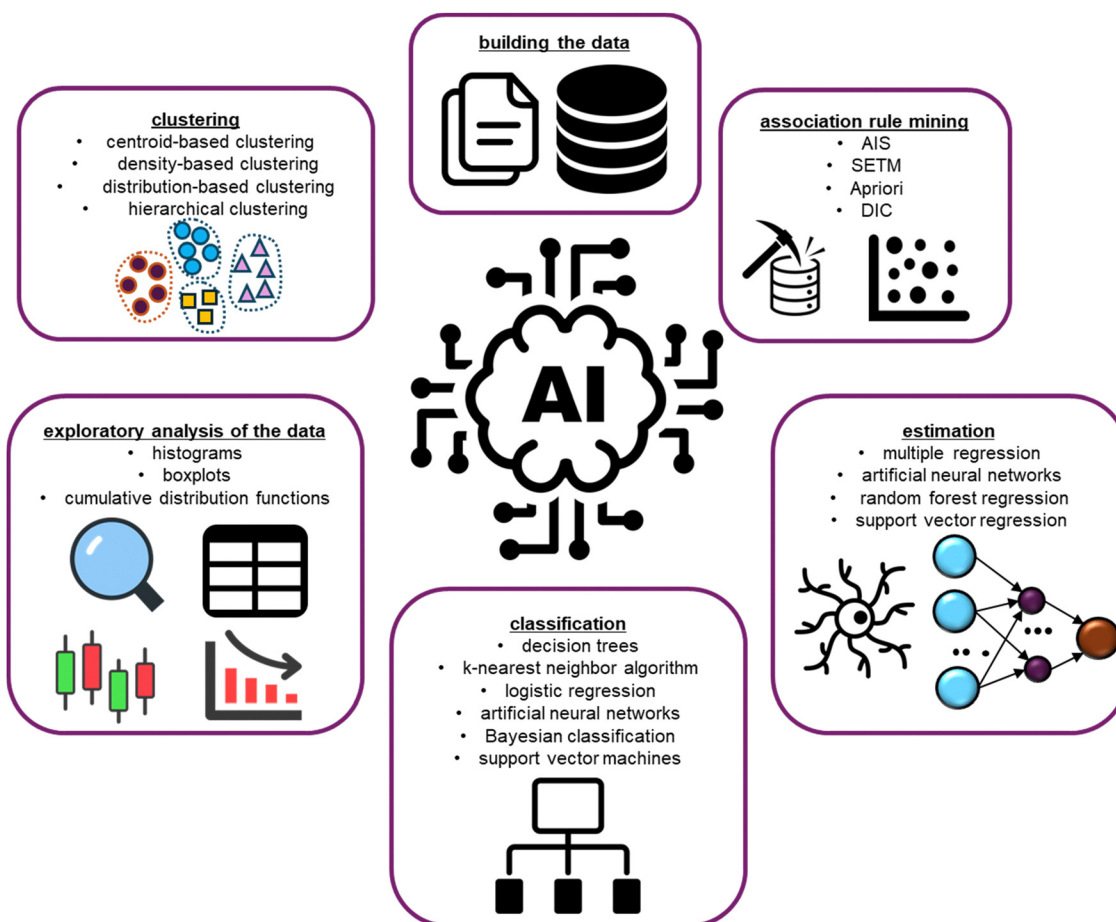 building the data
clustering
• centroid-based clustering
• density-based clustering
• distribution-based clustering
• hierarchical clustering
association rule mining
• AIS
• SETM
• Apriori
• DIC
AI
exploratory analysis of the data
• histograms
• boxplots
• cumulative distribution functions
estimation
• multiple regression
• artificial neural networks
• random forest regression
• support vector regression
classification
• decision trees
• k-nearest neighbor algorithm
• logistic regression
• artificial neural networks
• Bayesian classification
• support vector machines